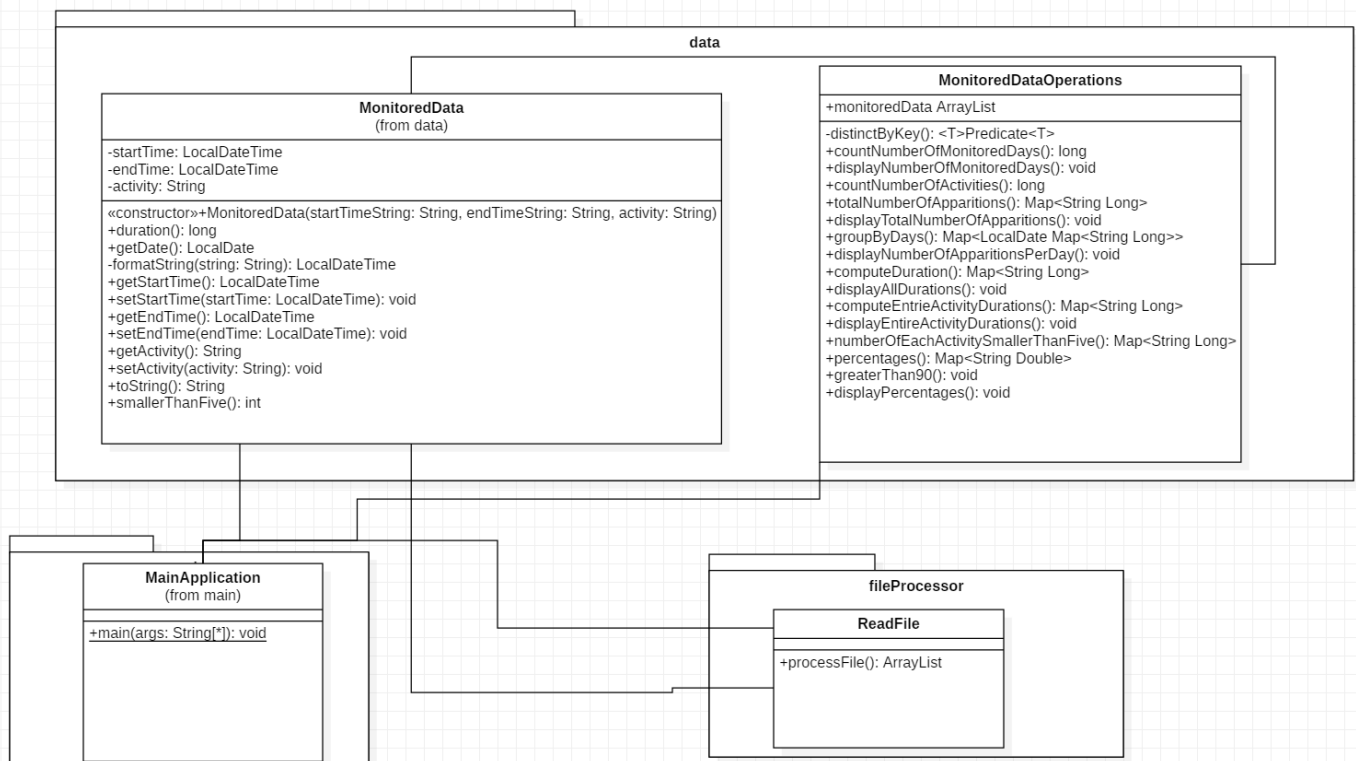 data
MonitoredData
(from data)
-startTime: LocalDateTime
-endTime: LocalDateTime
-activity: String
«constructor»+MonitoredData(startTimeString: String, endTimeString: String, activity: String)
+duration(): long
+getDate(): LocalDate
-formatString(string: String): LocalDateTime
+getStartTime(): LocalDateTime
+setStartTime(startTime: LocalDateTime): void
+getEndTime(): LocalDateTime
+setEndTime(endTime: LocalDateTime): void
+getActivity(): String
+setActivity(activity: String): void
+toString(): String
+smallerThanFive(): int
MonitoredDataOperations
+monitoredData ArrayList
-distinctByKey(): <T>Predicate<T>
+countNumberOfMonitoredDays(): long
+displayNumberOfMonitoredDays(): void
+countNumberOfActivities(): long
+totalNumberOfApparitions(): Map<String Long>
+displayTotalNumberOfApparitions(): void
+groupByDays(): Map<LocalDate Map<String Long>>
+displayNumberOfApparitionsPerDay(): void
+computeDuration(): Map<String Long>
+displayAllDurations(): void
+computeEntrieActivityDurations(): Map<String Long>
+displayEntireActivityDurations(): void
+numberOfEachActivitySmallerThanFive(): Map<String Long>
+percentages(): Map<String Double>
+greaterThan90(): void
+displayPercentages(): void
MainApplication
(from main)
+main(args: String[*]): void
fileProcessor
ReadFile
+processFile(): ArrayList